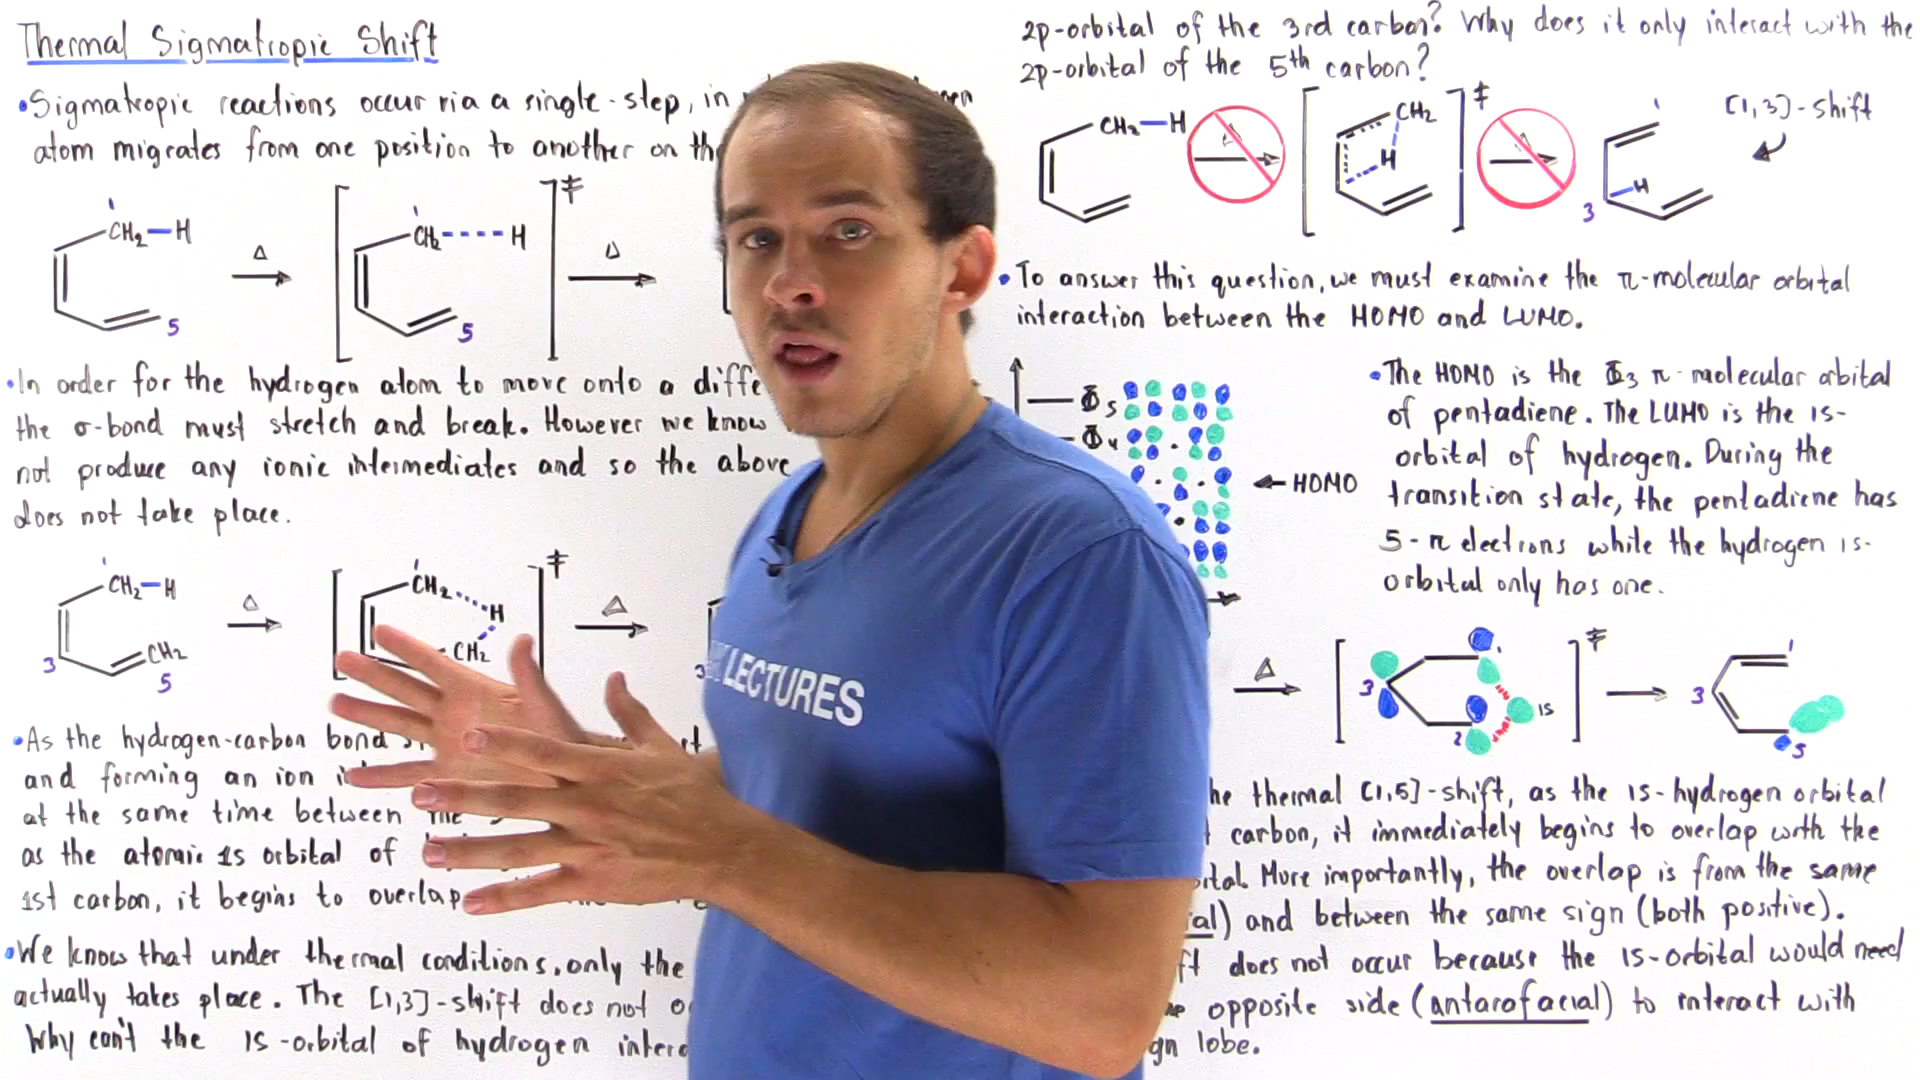 Thermal Sigmatropic Shift
•Sigmatropic reactions occur via a single-step, in
atom migrates from one position to another on
CH2—H
5
Δ
CH2 H
5
‡
Δ
•In order for the hydrogen atom to move onto a
the σ-bond must stretch and break. However we know
not produce any ionic intermediates and so the above
does not take place.
CH2—H
3
CH2
5
Δ
CH2
H
CH2
‡
Δ
3
•As the hydrogen-carbon bond
and forming an ion
at the same time between
as the atomic 1s orbital of
1st carbon, it begins to overlap
•We know that under thermal conditions, only the
actually takes place. The [1,3]-shift does not
Why can't the 1s-orbital of hydrogen
2p-orbital of the 3rd carbon? Why does it only interact with the
2p-orbital of the 5th carbon?
CH2—H
Δ
CH2
H
‡
H
3
[1,3]-shift
•To answer this question, we must examine the π-molecular orbital
interaction between the HOMO and LUMO.
Φ5
Φ4
←HOMO
•The HOMO is the Φ3 π-molecular orbital
of pentadiene. The LUMO is the 1s-
orbital of hydrogen. During the
transition state, the pentadiene has
5-π electrons while the hydrogen 1s-
orbital only has one.
Δ
3
2
1s
‡
3
5
the thermal [1,5]-shift, as the 1s-hydrogen orbital
carbon, it immediately begins to overlap with the
More importantly, the overlap is from the same
and between the same sign (both positive).
does not occur because the 1s-orbital would need
opposite side (antarofacial) to interact with
lobe.
LECTURES